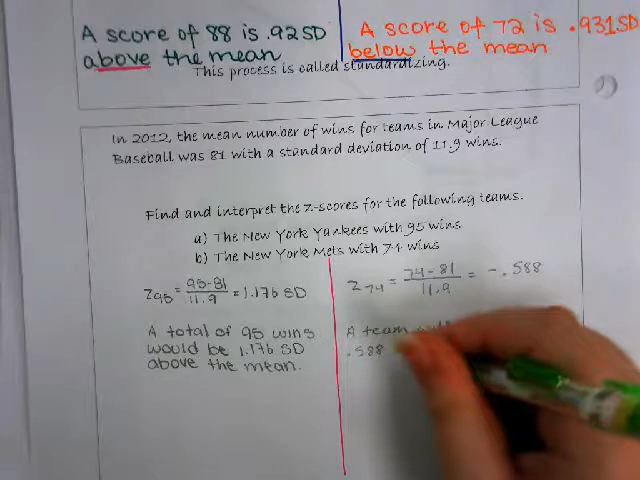 A score of 88 is .92 SD
above the mean
A score of 72 is .931 SD
below the mean
This process is called standardizing.
In 2012, the mean number of wins for teams in Major League
Baseball was 81 with a standard deviation of 11.9 wins.
Find and interpret the z-scores for the following teams.
a) The New York Yankees with 95 wins
b) The New York Mets with 74 wins
Z95 = 95-81 / 11.9 = 1.176 SD
A total of 95 wins
would be 1.176 SD
above the mean.
Z74 = 74-81 / 11.9 = -.588
A team
.588